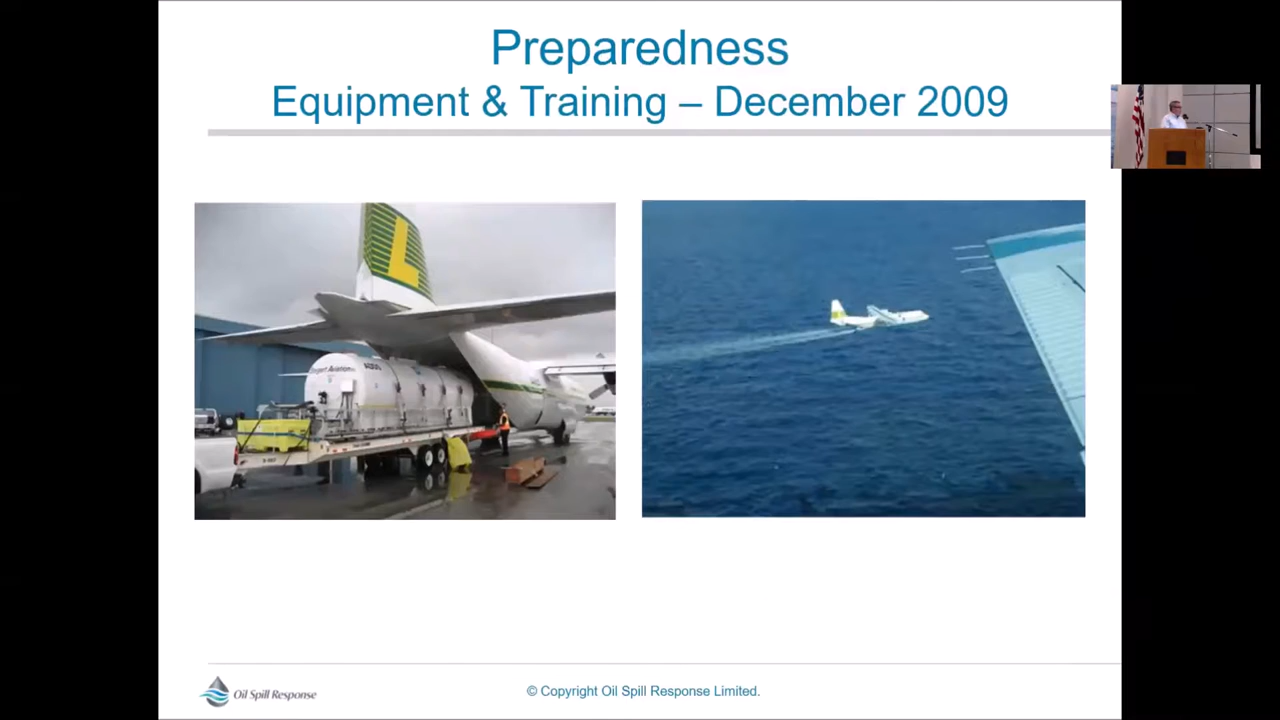 Preparedness
Equipment & Training – December 2009
L
Oil Spill Response
© Copyright Oil Spill Response Limited.